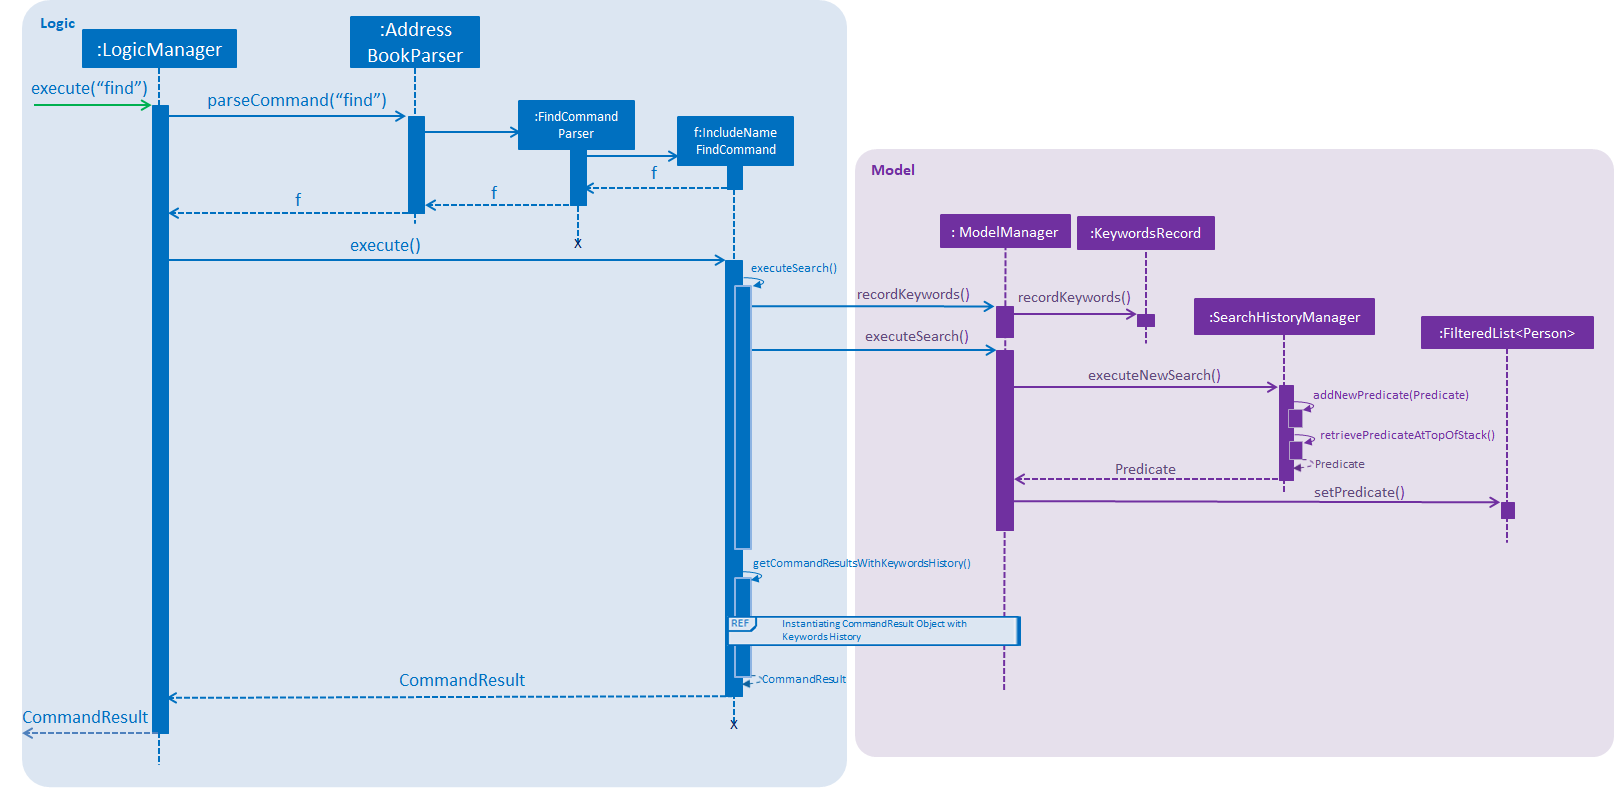 Logic
:LogicManager
:Address
BookParser
execute(“find”)
parseCommand(“find”)
:FindCommand
Parser
f:IncludeName
FindCommand
f
f
f
x
execute()
executeSearch()
Model
: ModelManager
:KeywordsRecord
recordKeywords()
recordKeywords()
:SearchHistoryManager
:FilteredList<Person>
executeSearch()
executeNewSearch()
addNewPredicate(Predicate)
retrievePredicateAtTopOfStack()
Predicate
Predicate
setPredicate()
getCommandResultsWithKeywordsHistory()
REF
Instantiating CommandResult Object with
Keywords History
CommandResult
CommandResult
CommandResult
x